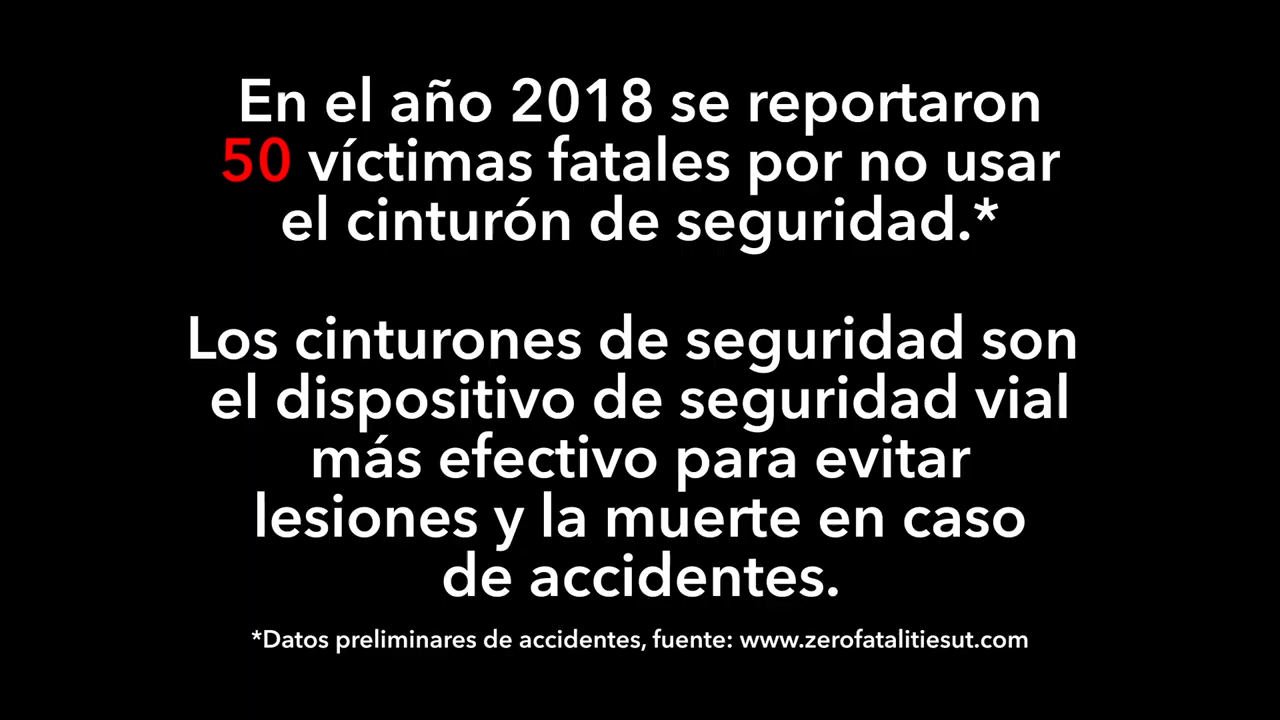 En el año 2018 se reportaron
50 víctimas fatales por no usar
el cinturón de seguridad.*
Los cinturones de seguridad son
el dispositivo de seguridad vial
más efectivo para evitar
lesiones y la muerte en caso
de accidentes.
*Datos preliminares de accidentes, fuente: www.zerofatalitiesut.com